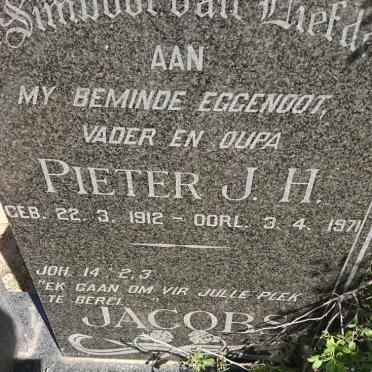 Simbool van Liefde
AAN
MY BEMINDE EGGENOOT,
VADER EN OUPA
PIETER J. H.
GEB. 22. 3. 1912 - OORL. 3. 4. 1971
JOH. 14 : 2,3
"EK GAAN OM VIR JULLE PLEK
TE BEREI . . . "
JACOBS